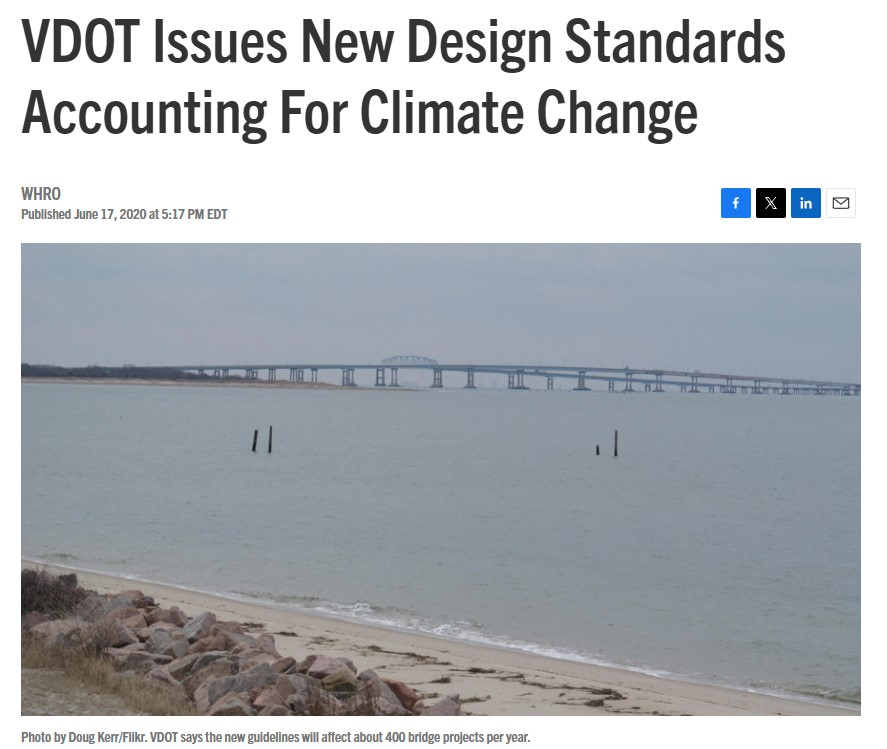 VDOT Issues New Design Standards
Accounting For Climate Change
WHRO
Published June 17, 2020 at 5:17 PM EDT
f X in
Photo by Doug Kerr/Flikr. VDOT says the new guidelines will affect about 400 bridge projects per year.